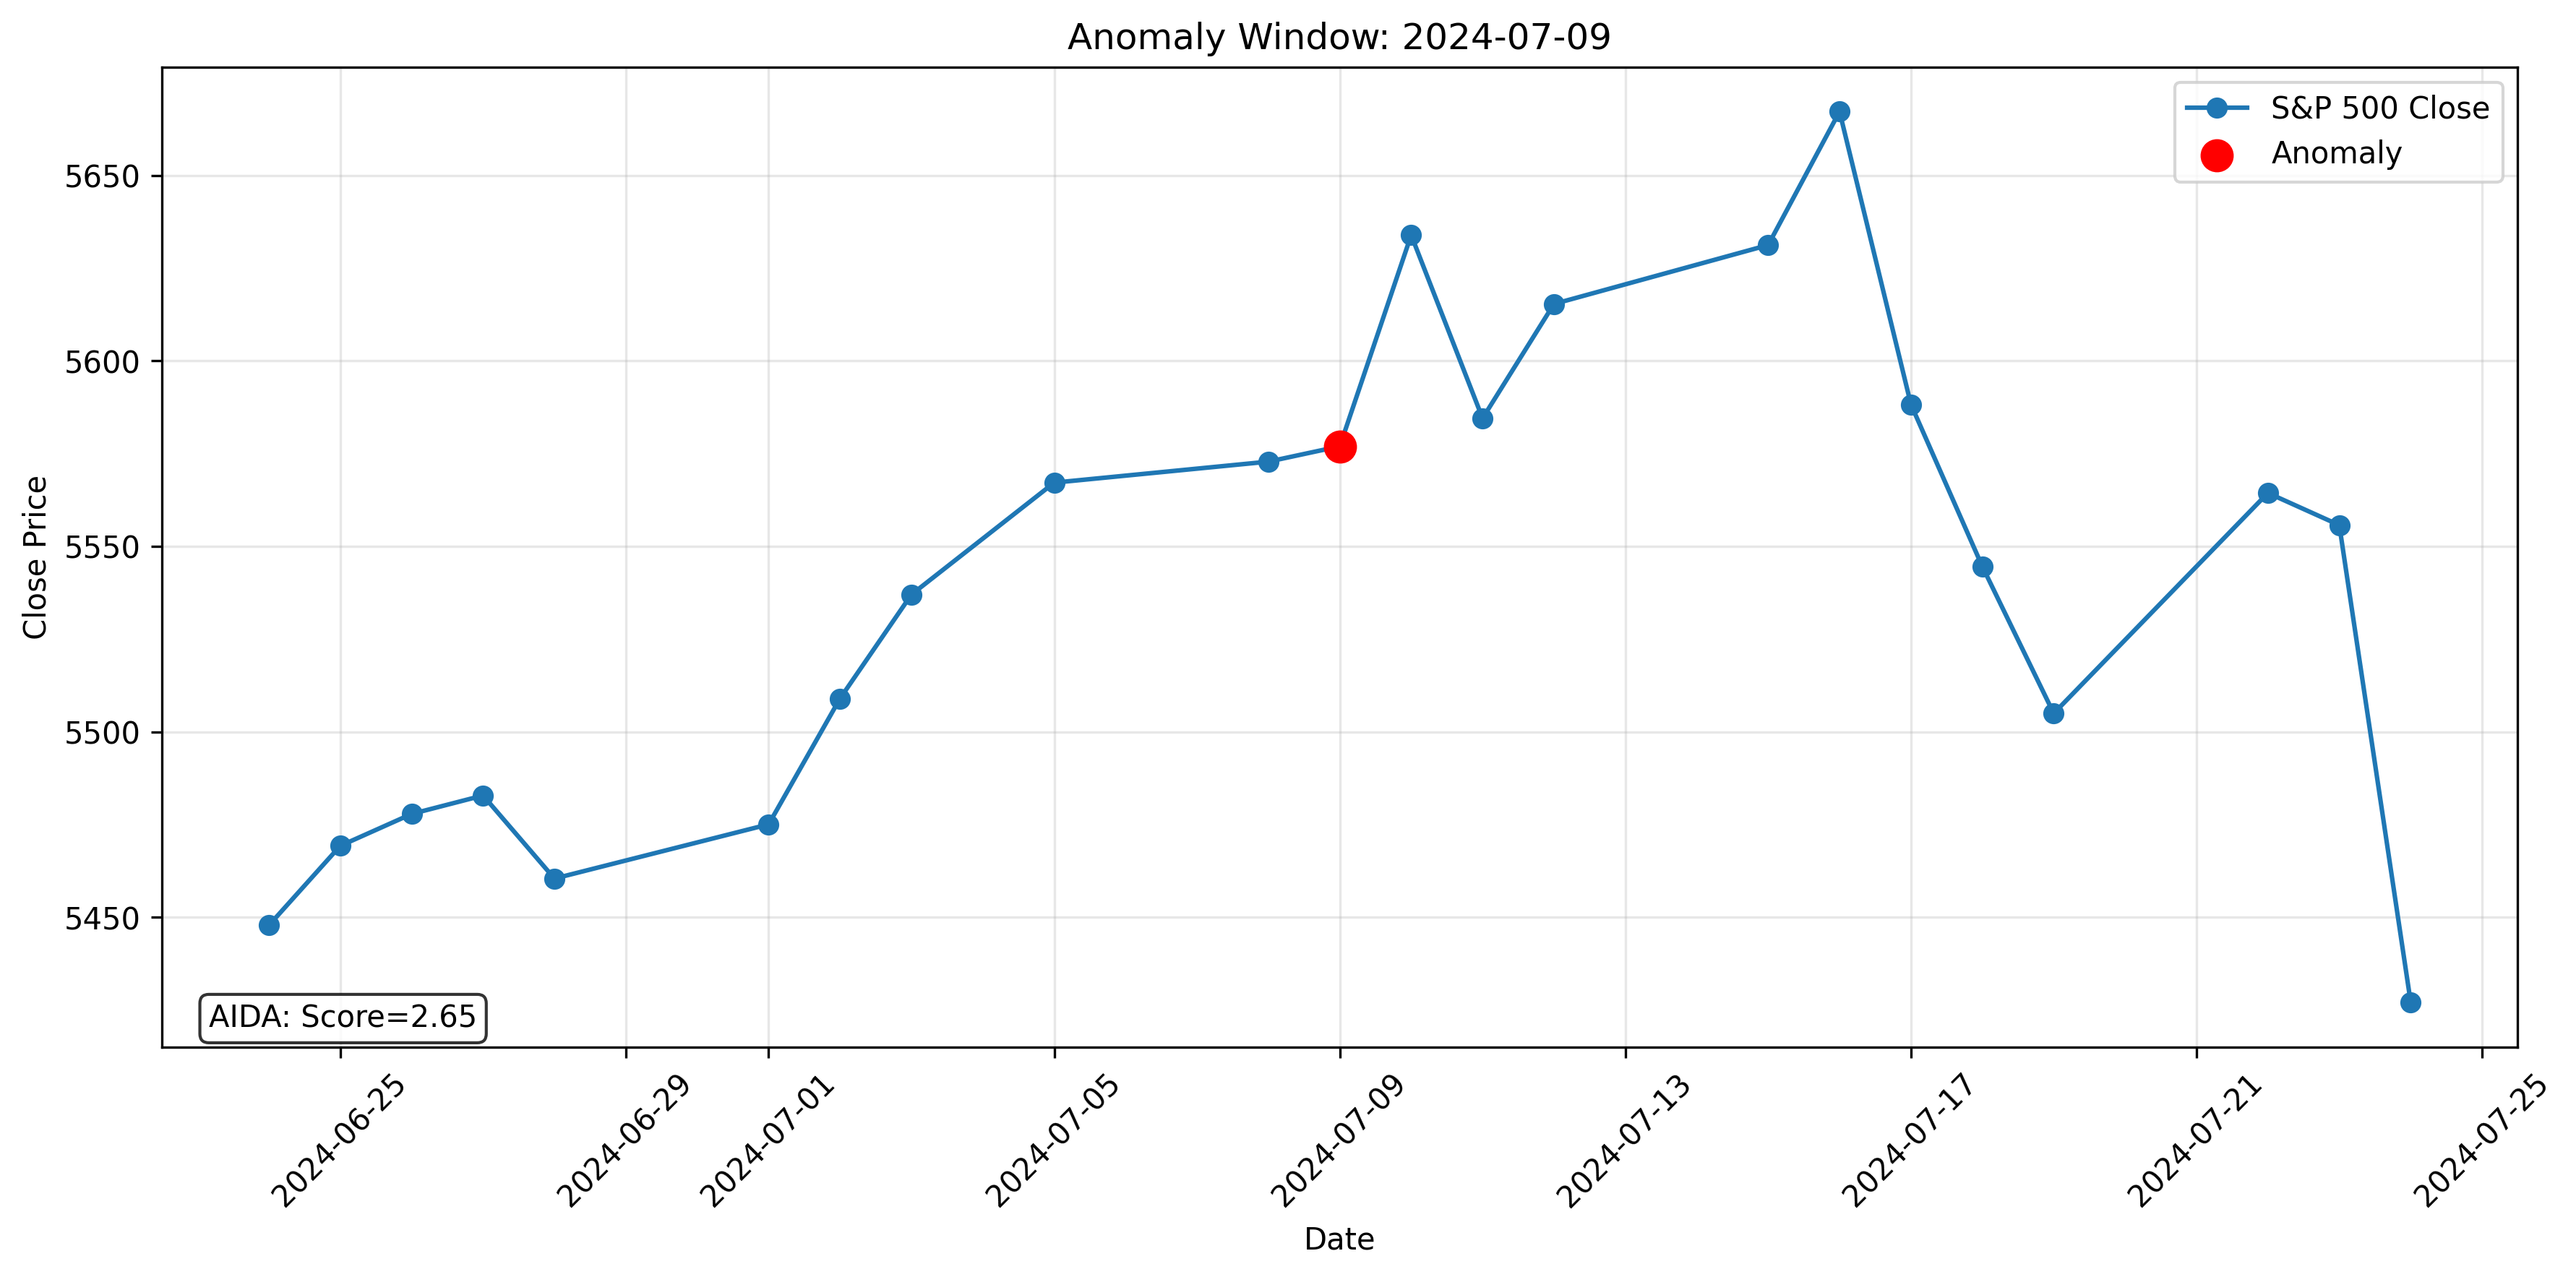 Anomaly Window: 2024-07-09
S&P 500 Close
Anomaly
Close Price
5650
5600
5550
5500
5450
AIDA: Score=2.65
2024-06-25
2024-06-29
2024-07-01
2024-07-05
2024-07-09
2024-07-13
2024-07-17
2024-07-21
2024-07-25
Date